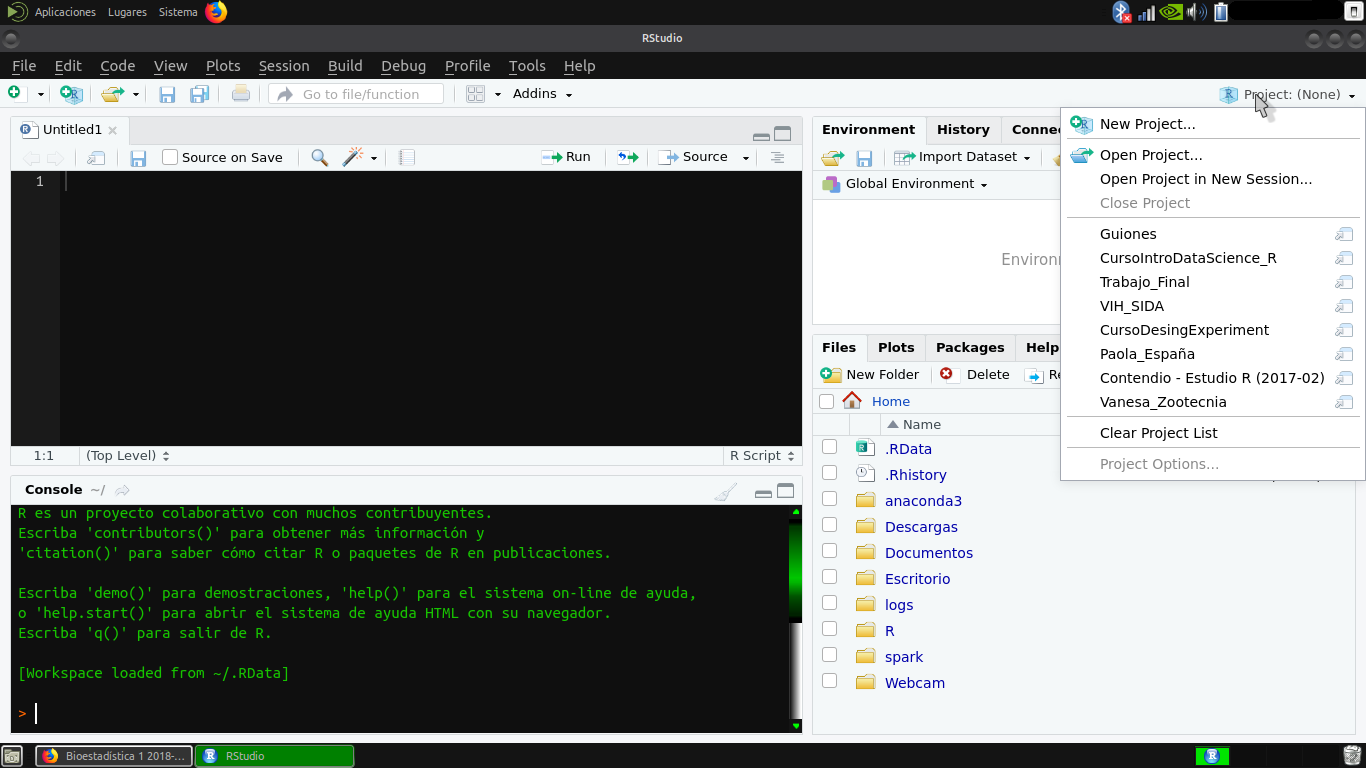 Aplicaciones Lugares Sistema
RStudio
File Edit Code View Plots Session Build Debug Profile Tools Help
Go to file/function Addins Project: (None)
Untitled1
Source on Save Run Source
1
1:1 (Top Level) R Script
Console ~/
R es un proyecto colaborativo con muchos contribuyentes.
Escriba 'contributors()' para obtener más información y
'citation()' para saber cómo citar R o paquetes de R en publicaciones.
Escriba 'demo()' para demostraciones, 'help()' para el sistema on-line de ayuda,
o 'help.start()' para abrir el sistema de ayuda HTML con su navegador.
Escriba 'q()' para salir de R.
[Workspace loaded from ~/.RData]
>
Environment History Connec
Import Dataset
Global Environment
Environ
New Project...
Open Project...
Open Project in New Session...
Close Project
Guiones
CursoIntroDataScience_R
Trabajo_Final
VIH_SIDA
CursoDesingExperiment
Paola_España
Contendio - Estudio R (2017-02)
Vanesa_Zootecnia
Clear Project List
Project Options...
Files Plots Packages Help
New Folder Delete Re
Home
Name
.RData
.Rhistory
anaconda3
Descargas
Documentos
Escritorio
logs
R
spark
Webcam
Bioestadística 1 2018-... RStudio